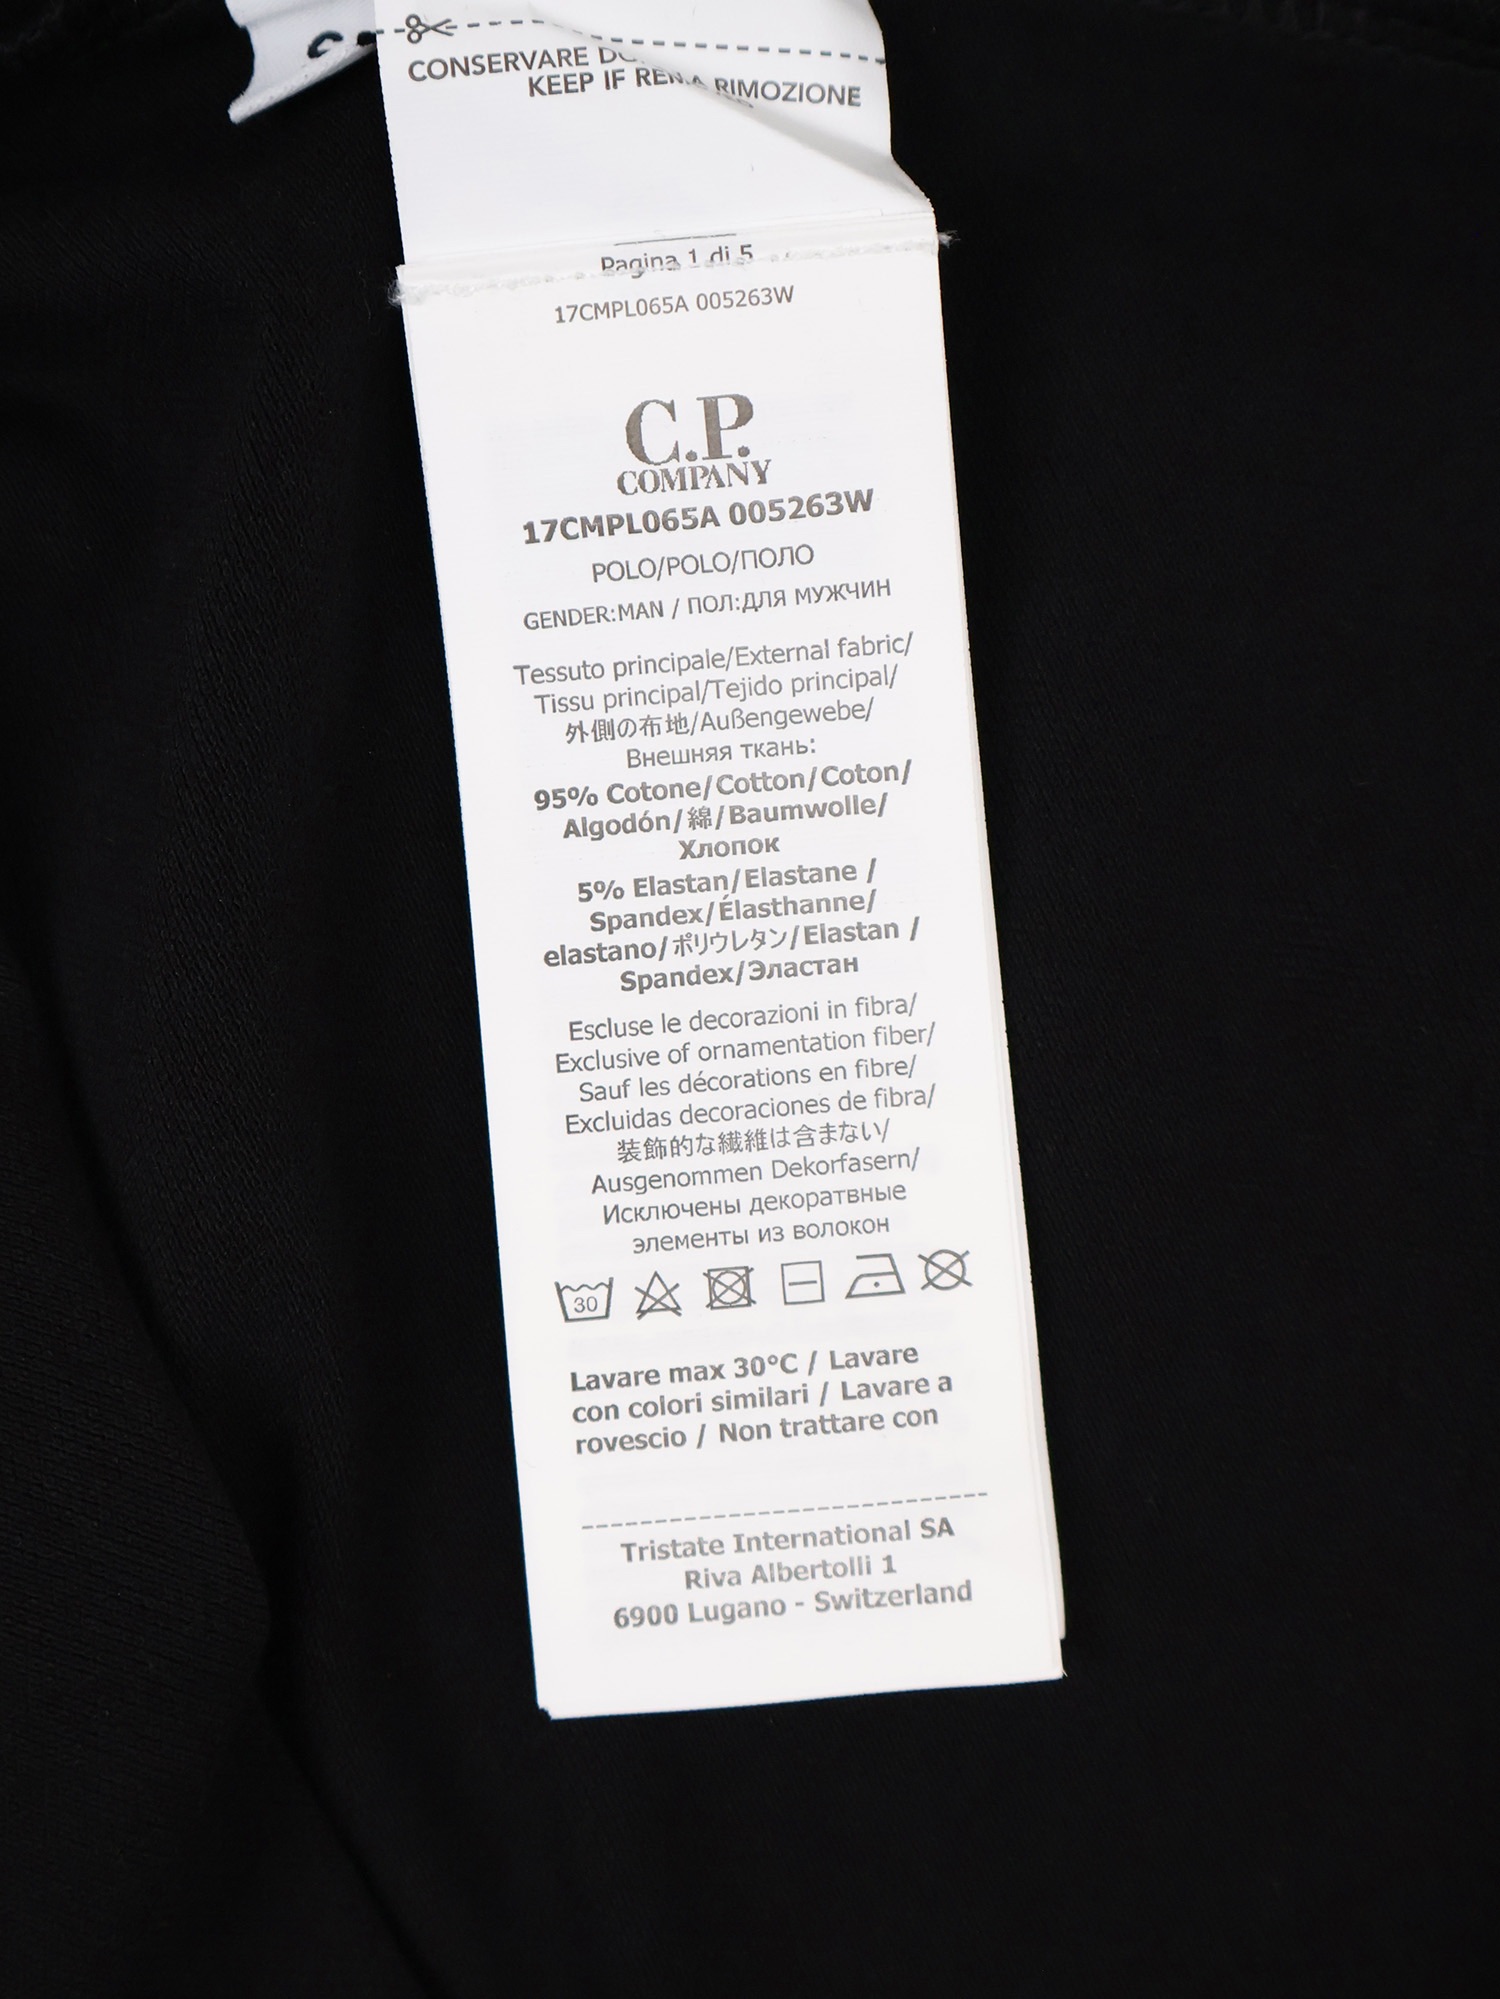 CONSERVARE
KEEP IF
RIMOZIONE
Pagina 1 di 5
17CMPL065A 005263W
C.P.
COMPANY
17CMPL065A 005263W
POLO/POLO/ПОЛО
GENDER:MAN / ПОЛ:ДЛЯ МУЖЧИН
Tessuto principale/External fabric/
Tissu principal/Tejido principal/
外側の布地/Außengewebe/
Внешняя ткань:
95% Cotone/Cotton/Coton/
Algodón/綿/Baumwolle/
Хлопок
5% Elastan/Elastane /
Spandex/Élasthanne/
elastano/ポリウレタン/Elastan /
Spandex/Эластан
Escluse le decorazioni in fibra/
Exclusive of ornamentation fiber/
Sauf les décorations en fibre/
Excluidas decoraciones de fibra/
装飾的な繊維は含まない/
Ausgenommen Dekorfasern/
Исключены декоратвные
элементы из волокон
30
Lavare max 30°C / Lavare
con colori similari / Lavare a
rovescio / Non trattare con
Tristate International SA
Riva Albertolli 1
6900 Lugano - Switzerland